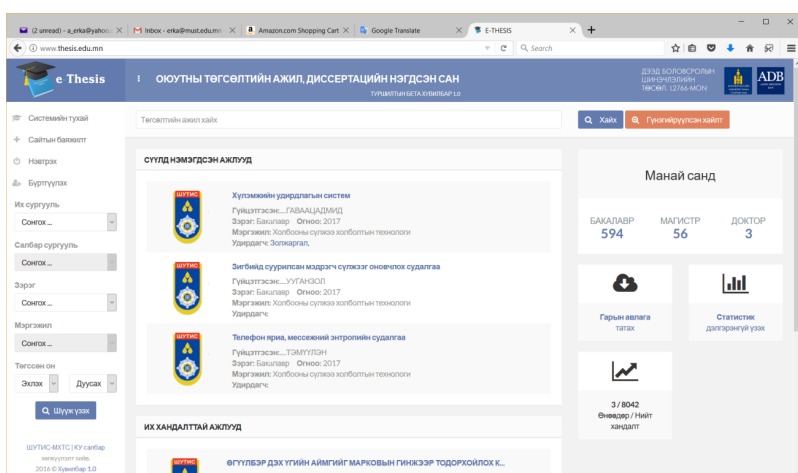 (2 unread) - a_erka@yahoo.
Inbox - erka@must.edu.mn
Amazon.com Shopping Cart
Google Translate
E-THESIS
www.thesis.edu.mn
Search
e Thesis
ОЮУТНЫ ТӨГСӨЛТИЙН АЖИЛ, ДИССЕРТАЦИЙН НЭГДСЭН САН
ТУРШИЛТЫН БЕТА ХУВИЛБАР 1.0
ДЭЭД БОЛОВСРОЛЫН
ШИНЭЧЛЭЛИЙН
ТӨСӨЛ. L2766-MON
ADB
Системийн тухай
Сайтын баяжилт
Нэвтрэх
Бүртгүүлэх
Их сургууль
Сонгох ...
Салбар сургууль
Сонгох ...
Зэрэг
Сонгох ...
Мэргэжил
Сонгох ...
Төгссөн он
Эхлэх
Дуусах
Шүүж үзэх
ШУТИС-МХТС | КУ салбар
хөгжүүлэлт хийв.
2016 © Хувилбар 1.0
Төгсөлтийн ажил хайх
Хайх
Гүнзгийрүүлсэн хайлт
СҮҮЛД НЭМЭГДСЭН АЖЛУУД
ШУТИС
Хүлэмжийн удирдлагын систем
Гүйцэтгэсэн:...ГАВААЦАДМИД
Зэрэг: Бакалавр Огноо: 2017
Мэргэжил: Холбооны сүлжээ холболтын технологи
Удирдагч: Золжаргал,
ШУТИС
Зигбийд суурилсан мэдрэгч сүлжээг оновчлох судалгаа
Гүйцэтгэсэн:...УУГАНЗОЛ
Зэрэг: Бакалавр Огноо: 2017
Мэргэжил: Холбооны сүлжээ холболтын технологи
Удирдагч:
ШУТИС
Телефон яриа, мессежний энтропийн судалгаа
Гүйцэтгэсэн:...ТЭМҮҮЛЭН
Зэрэг: Бакалавр Огноо: 2017
Мэргэжил: Холбооны сүлжээ холболтын технологи
Удирдагч:
ИХ ХАНДАЛТТАЙ АЖЛУУД
ШУТИС
ӨГҮҮЛБЭР ДЭХ ҮГИЙН АЙМГИЙГ МАРКОВЫН ГИНЖЭЭР ТОДОРХОЙЛОХ К...
Манай санд
БАКАЛАВР
594
МАГИСТР
56
ДОКТОР
3
Гарын авлага
татах
Статистик
дэлгэрэнгүй үзэх
3 / 8042
Өнөөдөр / Нийт
хандалт